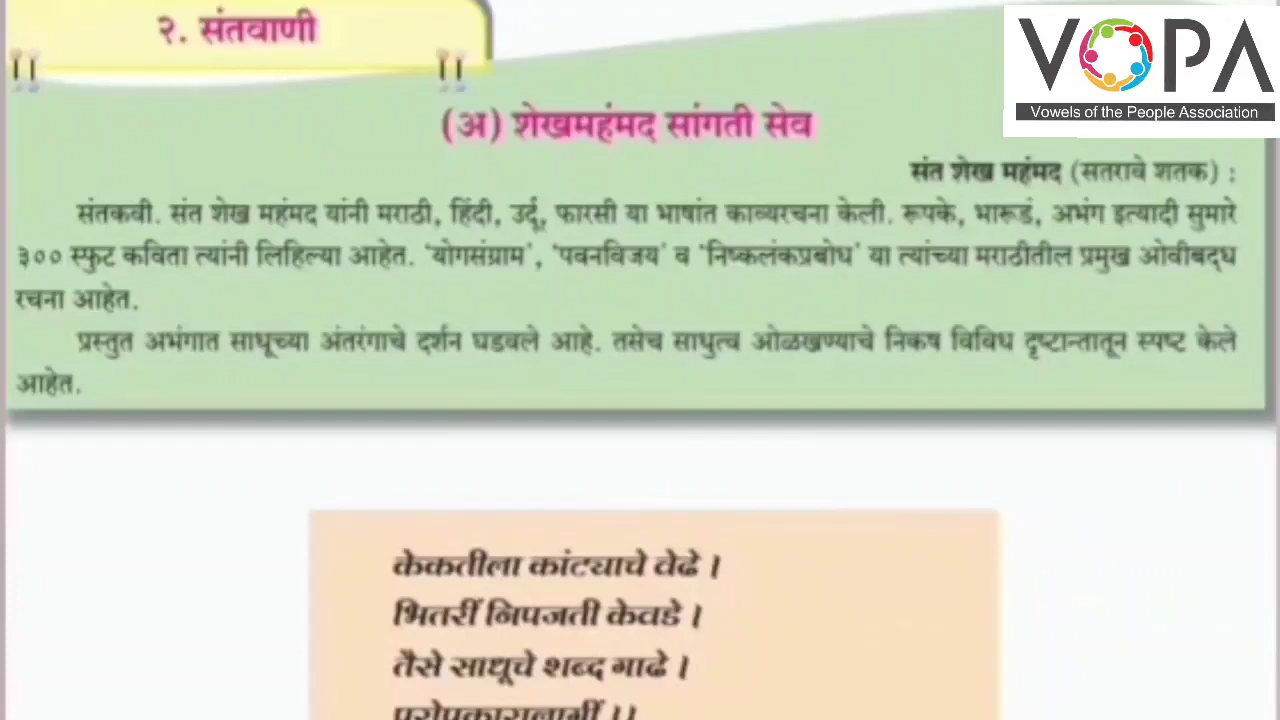 २. संतवाणी
VOPA
Vowels of the People Association
(अ) शेखमहंमद सांगती सेव
संत शेख महंमद (सतरावे शतक) :
संतकवी. संत शेख महंमद यांनी मराठी, हिंदी, उर्दू, फारसी या भाषांत काव्यरचना केली. रूपके, भारूडं, अभंग इत्यादी सुमारे
३०० स्फुट कविता त्यांनी लिहिल्या आहेत. ‘योगसंग्राम’, ‘पवनविजय’ व ‘निष्कलंकप्रबोध’ या त्यांच्या मराठीतील प्रमुख ओवीबद्ध
रचना आहेत.
प्रस्तुत अभंगात साधूच्या अंतरंगाचे दर्शन घडवले आहे. तसेच साधुत्व ओळखण्याचे निकष विविध दृष्टान्तातून स्पष्ट केले
आहेत.
केकतीला कांट्याचे वेढे ।
भितरीं निपजती केवडे ।
तैसे साधूचे शब्द गाढे ।
परोपकारालागीं ।।